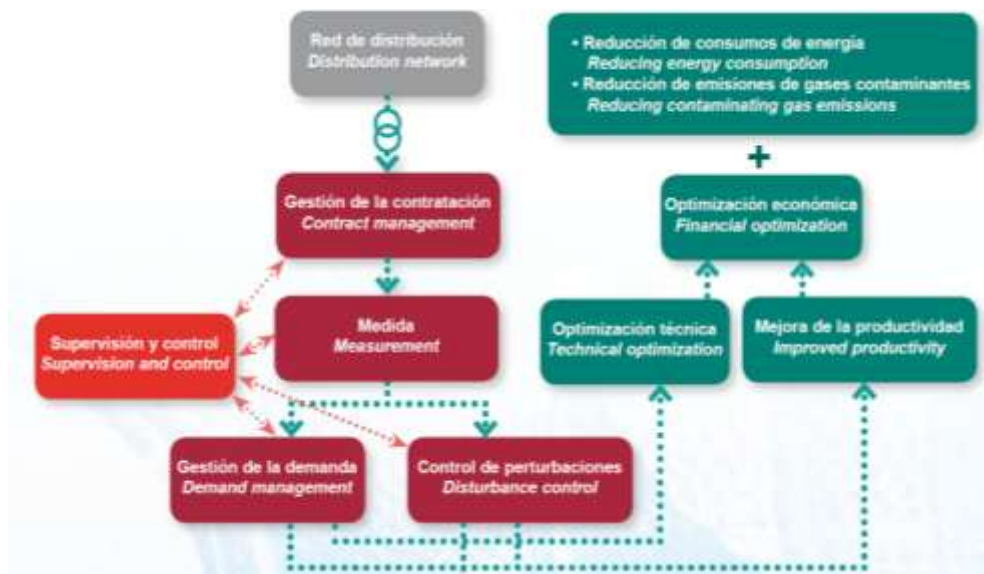 Red de distribución
Distribution network
• Reducción de consumos de energía
Reducing energy consumption
• Reducción de emisiones de gases contaminantes
Reducing contaminating gas emissions
+
Gestión de la contratación
Contract management
Optimización económica
Financial optimization
Supervisión y control
Supervision and control
Medida
Measurement
Optimización técnica
Technical optimization
Mejora de la productividad
Improved productivity
Gestión de la demanda
Demand management
Control de perturbaciones
Disturbance control